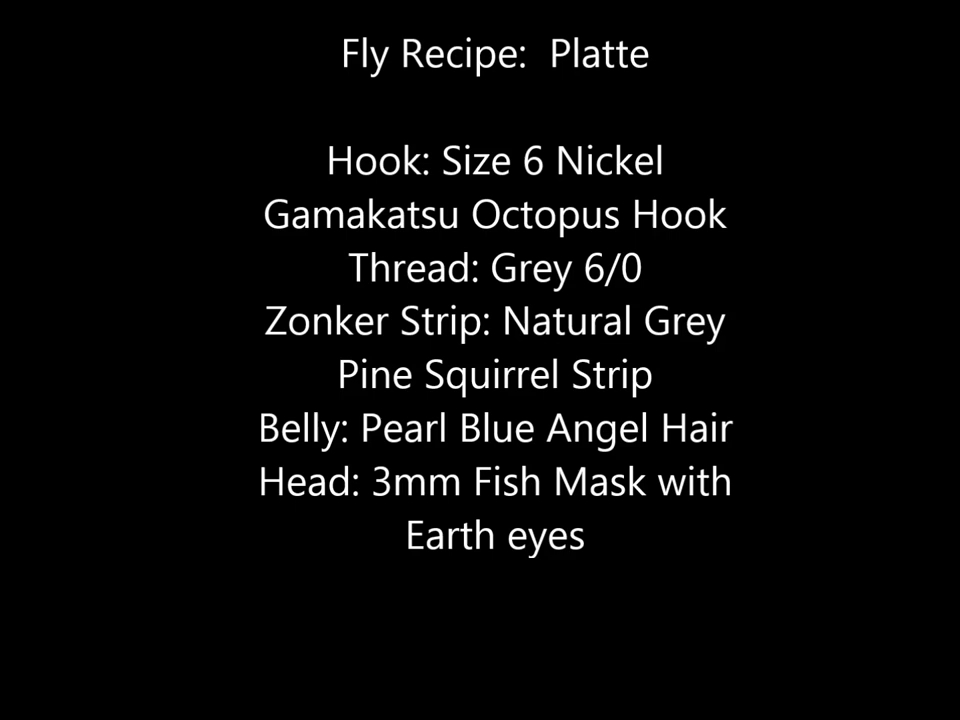 Fly Recipe:  Platte
Hook: Size 6 Nickel
Gamakatsu Octopus Hook
Thread: Grey 6/0
Zonker Strip: Natural Grey
Pine Squirrel Strip
Belly: Pearl Blue Angel Hair
Head: 3mm Fish Mask with
Earth eyes